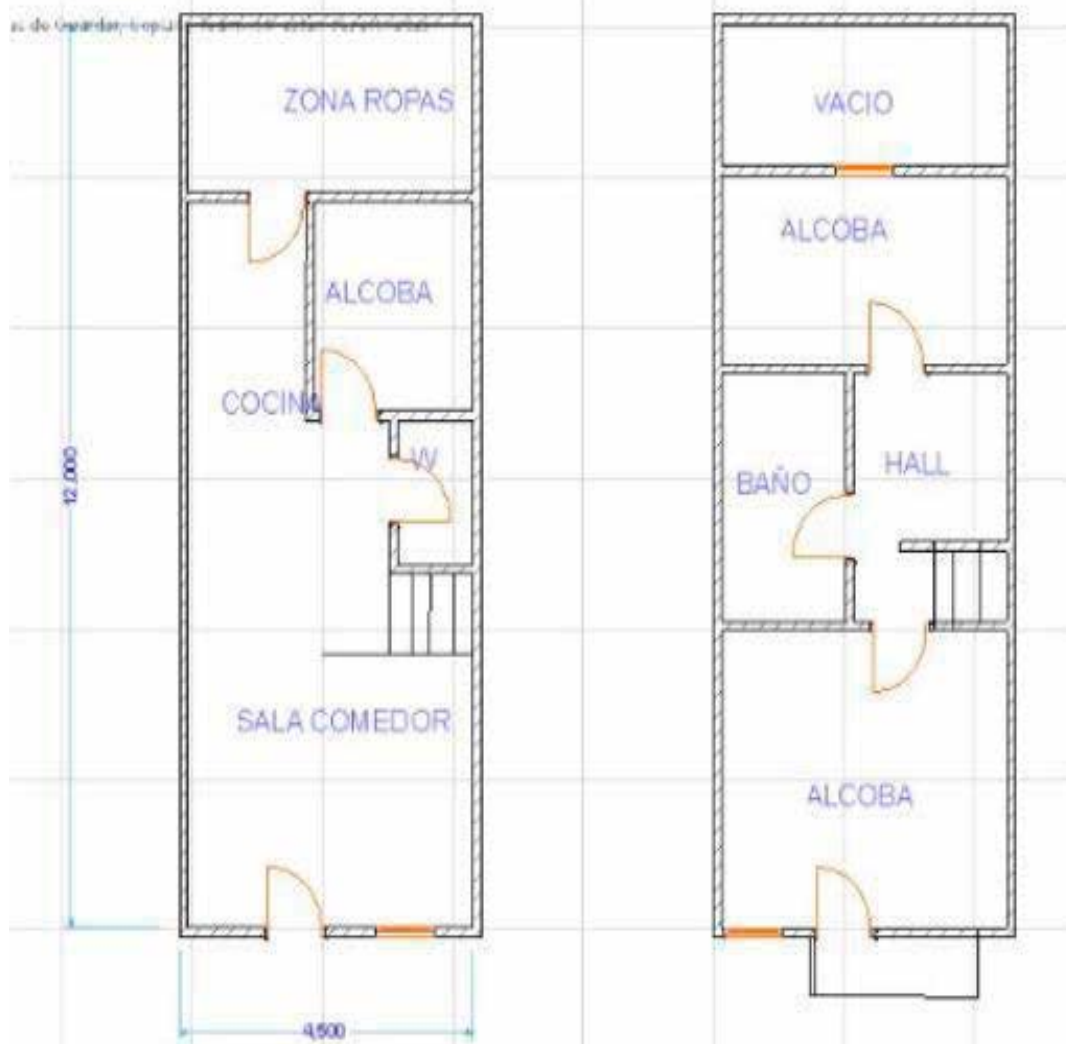 ZONA ROPAS
ALCOBA
COCINA
SALA COMEDOR
12,000
4,500
VACIO
ALCOBA
BAÑO
HALL
ALCOBA